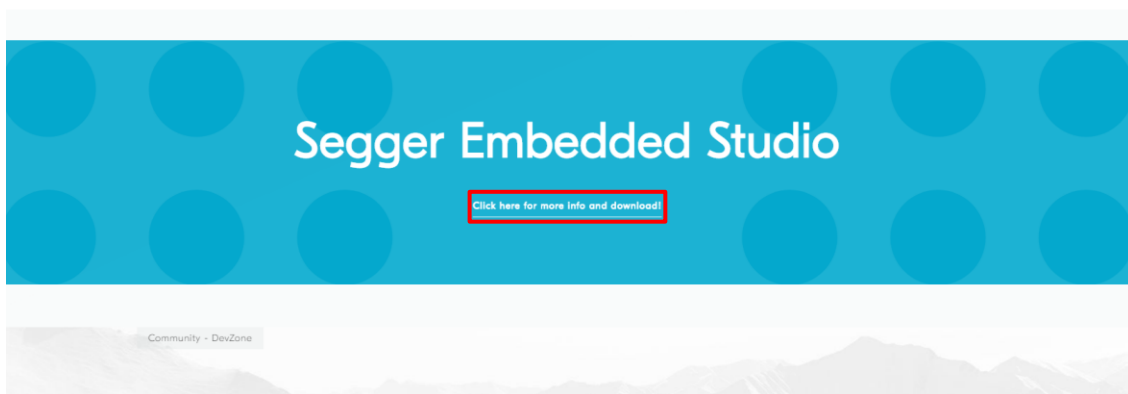 Segger Embedded Studio
Click here for more info and download!
Community - DevZone